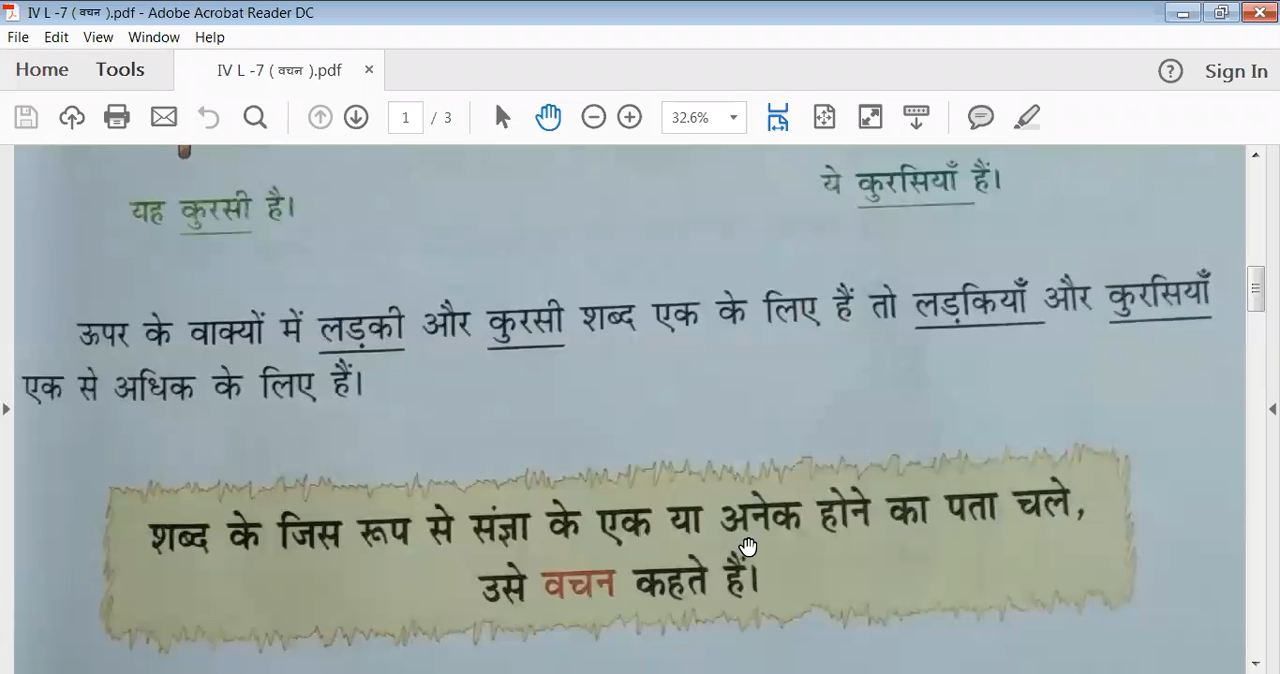 IV L -7 ( वचन ).pdf - Adobe Acrobat Reader DC
File Edit View Window Help
Home Tools IV L -7 ( वचन ).pdf × Sign In
1 / 3 32.6%
यह कुरसी है।
ये कुरसियाँ हैं।
ऊपर के वाक्यों में लड़की और कुरसी शब्द एक के लिए हैं तो लड़कियाँ और कुरसियाँ
एक से अधिक के लिए हैं।
शब्द के जिस रूप से संज्ञा के एक या अनेक होने का पता चले,
उसे वचन कहते हैं।